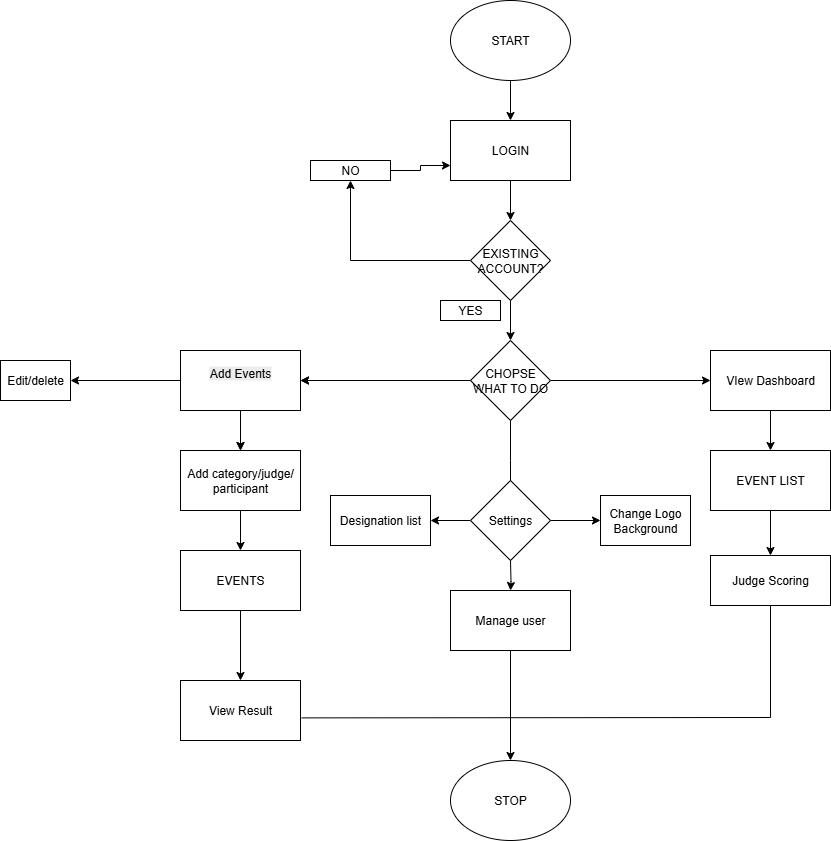 START
LOGIN
NO
EXISTING
ACCOUNT?
YES
Edit/delete
Add Events
CHOPSE
WHAT TO DO
VIew Dashboard
Add category/judge/
participant
EVENT LIST
Designation list
Settings
Change Logo
Background
EVENTS
Judge Scoring
Manage user
View Result
STOP